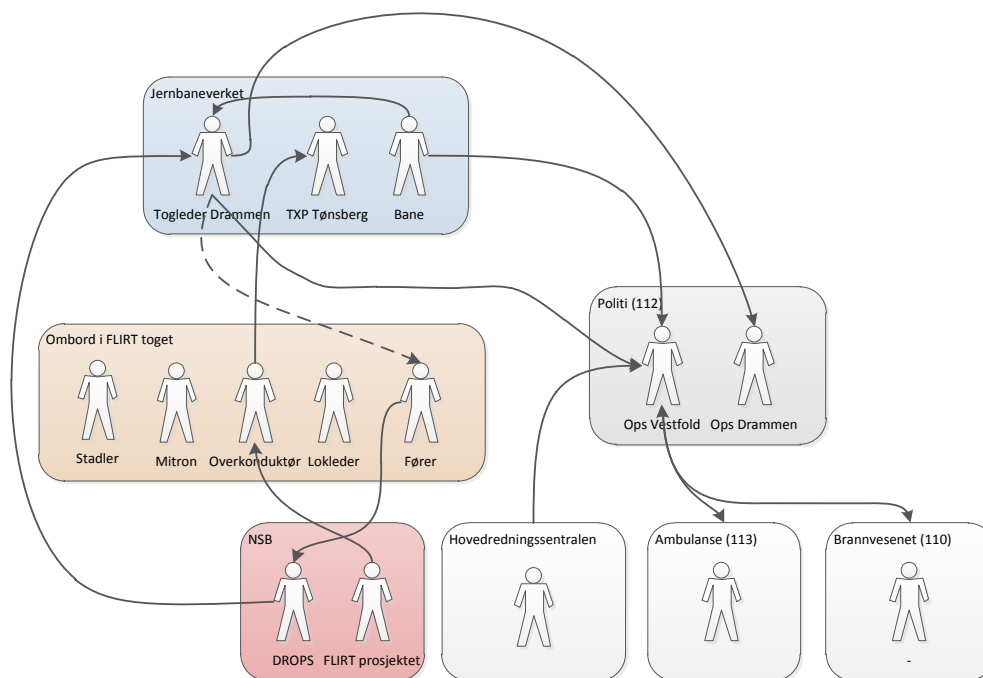 Jernbaneverket
Togleder Drammen
TXP Tønsberg
Bane
Politi (112)
Ops Vestfold
Ops Drammen
Ombord i FLIRT toget
Stadler
Mitron
Overkonduktør
Lokleder
Fører
NSB
DROPS
FLIRT prosjektet
Hovedredningssentralen
Ambulanse (113)
Brannvesenet (110)
-